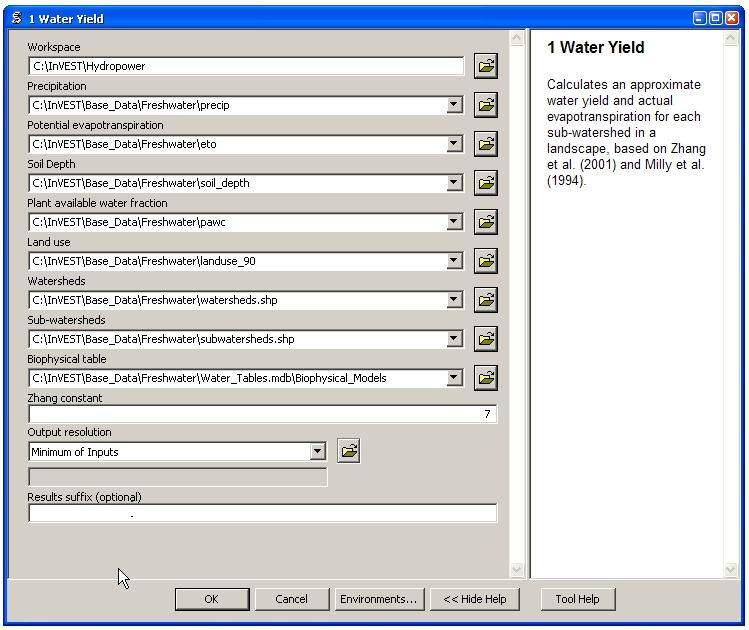 1 Water Yield
Workspace
C:\InVEST\Hydropower
Precipitation
C:\InVEST\Base_Data\Freshwater\precip
Potential evapotranspiration
C:\InVEST\Base_Data\Freshwater\eto
Soil Depth
C:\InVEST\Base_Data\Freshwater\soil_depth
Plant available water fraction
C:\InVEST\Base_Data\Freshwater\pawc
Land use
C:\InVEST\Base_Data\Freshwater\landuse_90
Watersheds
C:\InVEST\Base_Data\Freshwater\watersheds.shp
Sub-watersheds
C:\InVEST\Base_Data\Freshwater\subwatersheds.shp
Biophysical table
C:\InVEST\Base_Data\Freshwater\Water_Tables.mdb\Biophysical_Models
Zhang constant
7
Output resolution
Minimum of Inputs
Results suffix (optional)
.
1 Water Yield
Calculates an approximate
water yield and actual
evapotranspiration for each
sub-watershed in a
landscape, based on Zhang
et al. (2001) and Milly et al.
(1994).
OK
Cancel
Environments...
<< Hide Help
Tool Help